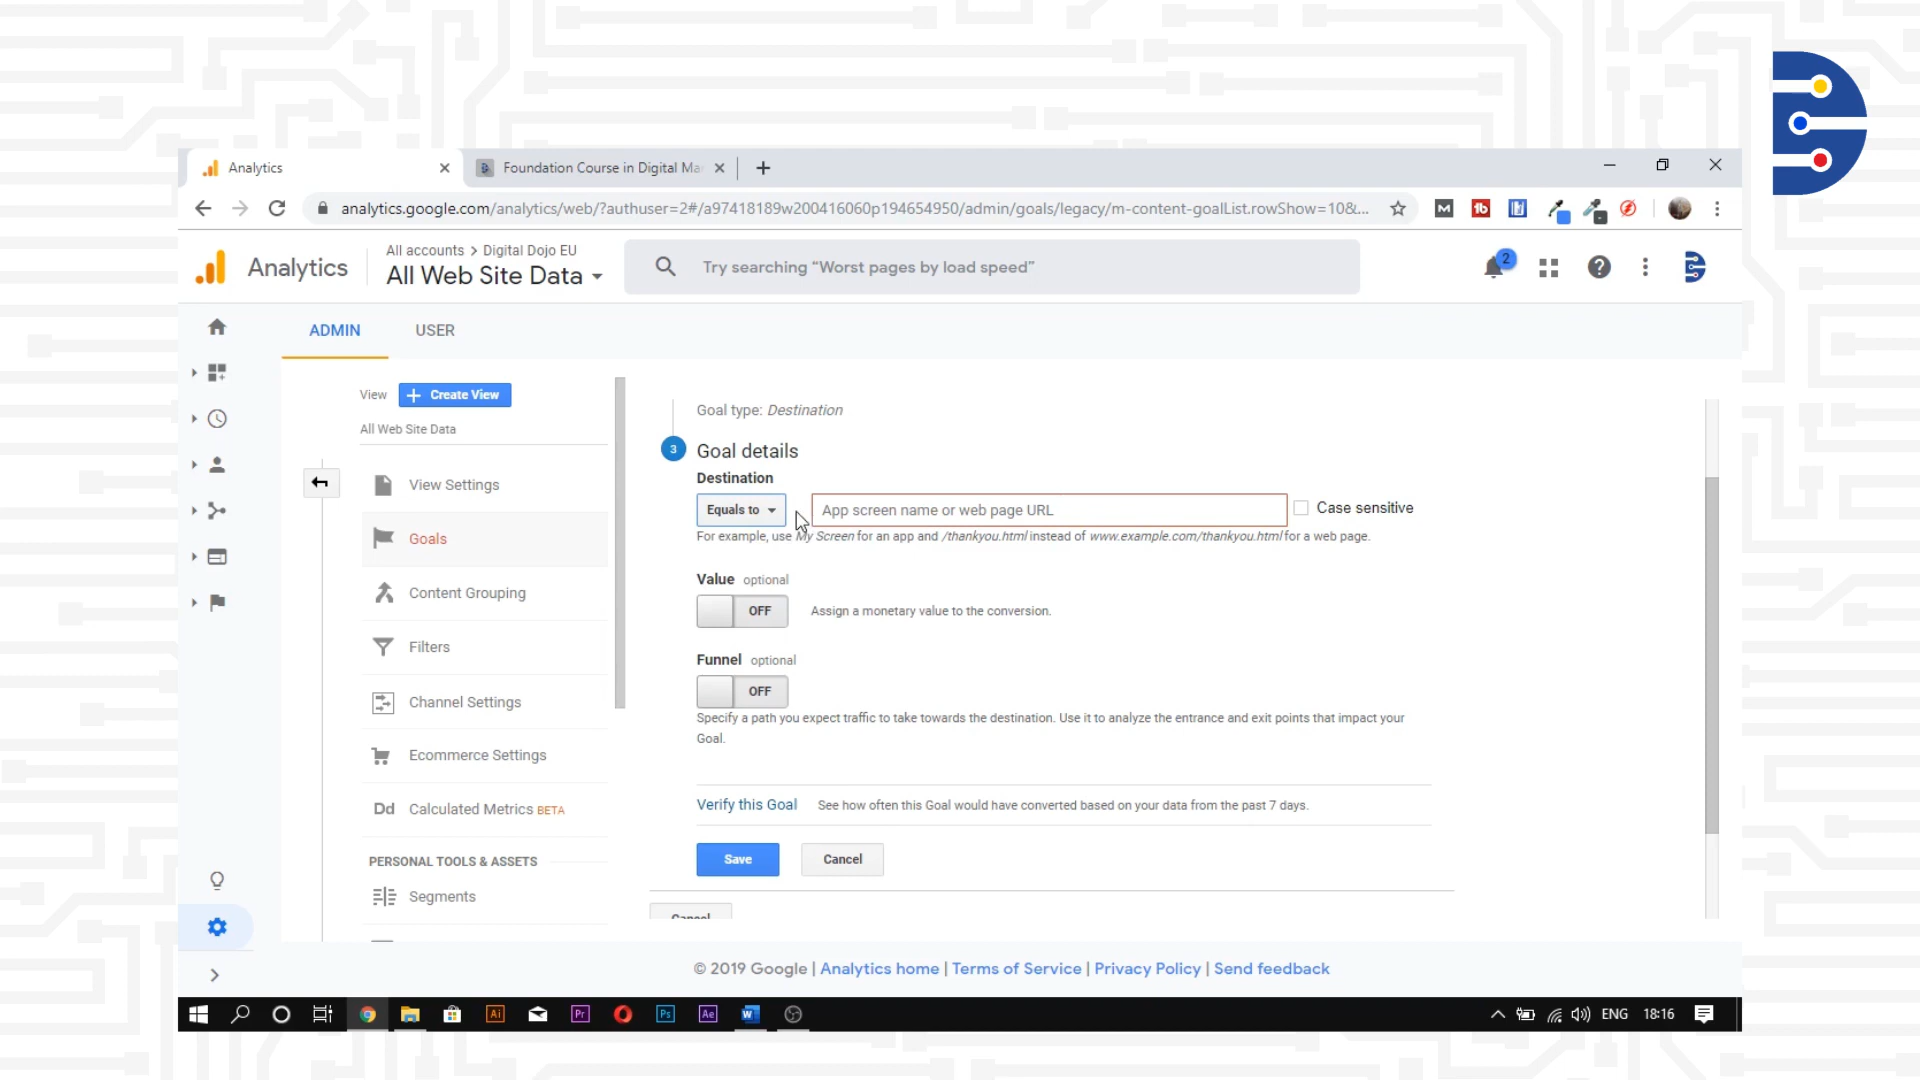 Analytics
Foundation Course in Digital Mar
analytics.google.com/analytics/web/?authuser=2#/a97418189w200416060p194654950/admin/goals/legacy/m-content-goalList.rowShow=10&...
Analytics
All accounts > Digital Dojo EU
All Web Site Data
Try searching “Worst pages by load speed”
2
ADMIN
USER
View
Create View
All Web Site Data
View Settings
Goals
Content Grouping
Filters
Channel Settings
Ecommerce Settings
Dd Calculated Metrics BETA
PERSONAL TOOLS & ASSETS
Segments
Goal type: Destination
3
Goal details
Destination
Equals to
App screen name or web page URL
Case sensitive
For example, use My Screen for an app and /thankyou.html instead of www.example.com/thankyou.html for a web page.
Value optional
OFF
Assign a monetary value to the conversion.
Funnel optional
OFF
Specify a path you expect traffic to take towards the destination. Use it to analyze the entrance and exit points that impact your
Goal.
Verify this Goal
See how often this Goal would have converted based on your data from the past 7 days.
Save
Cancel
Cancel
© 2019 Google | Analytics home | Terms of Service | Privacy Policy | Send feedback
Ai
Pr
Ps
Ae
W
ENG
18:16